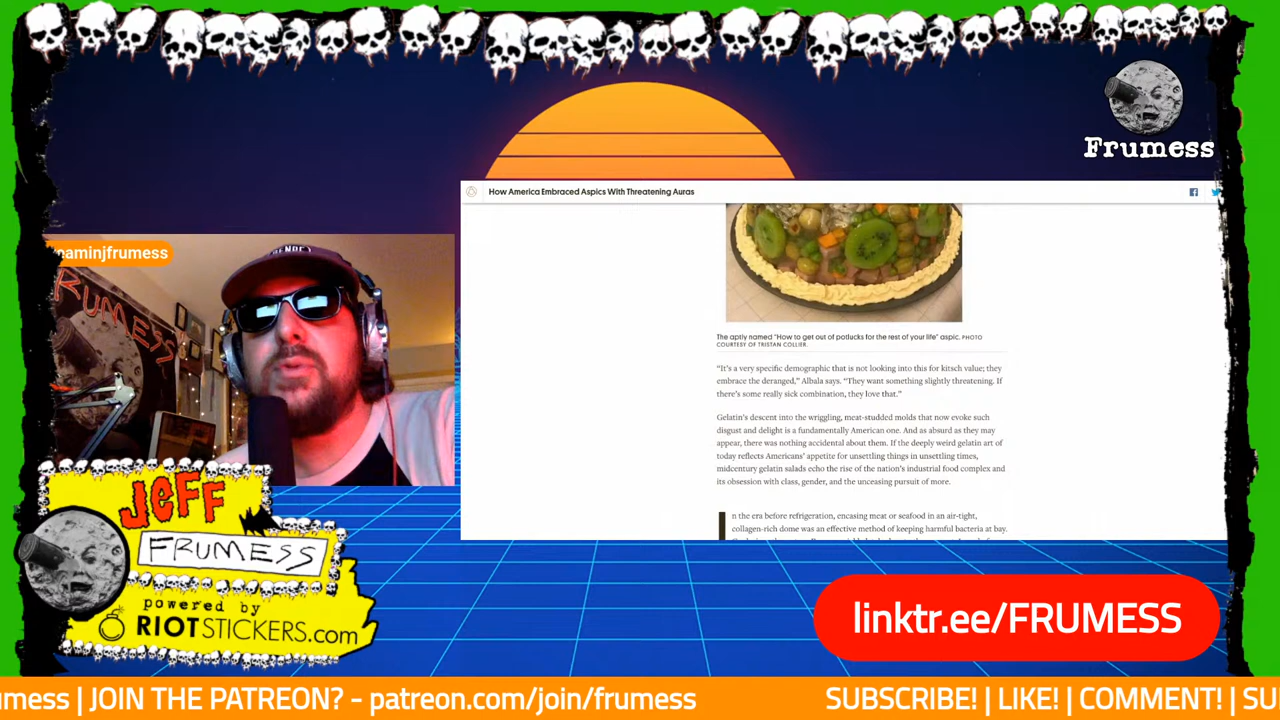 Frumess
How America Embraced Aspics With Threatening Auras
aminjfrumess
FRUMESS
The aptly named "How to get out of potlucks for the rest of your life" aspic. PHOTO
COURTESY OF TRISTAN COLLIER.
“It’s a very specific demographic that is not looking into this for kitsch value; they
embrace the deranged,” Albala says. “They want something slightly threatening. If
there’s some really sick combination, they love that.”
Gelatin’s descent into the wriggling, meat-studded molds that now evoke such
disgust and delight is a fundamentally American one. And as absurd as they may
appear, there was nothing accidental about them. If the deeply weird gelatin art of
today reflects Americans’ appetite for unsettling things in unsettling times,
midcentury gelatin salads echo the rise of the nation’s industrial food complex and
its obsession with class, gender, and the unceasing pursuit of more.
In the era before refrigeration, encasing meat or seafood in an air-tight,
collagen-rich dome was an effective method of keeping harmful bacteria at bay.
JEFF
FRUMESS
powered by
RIOTSTICKERS.com
linktr.ee/FRUMESS
umess | JOIN THE PATREON? - patreon.com/join/frumess SUBSCRIBE! | LIKE! | COMMENT! | SU